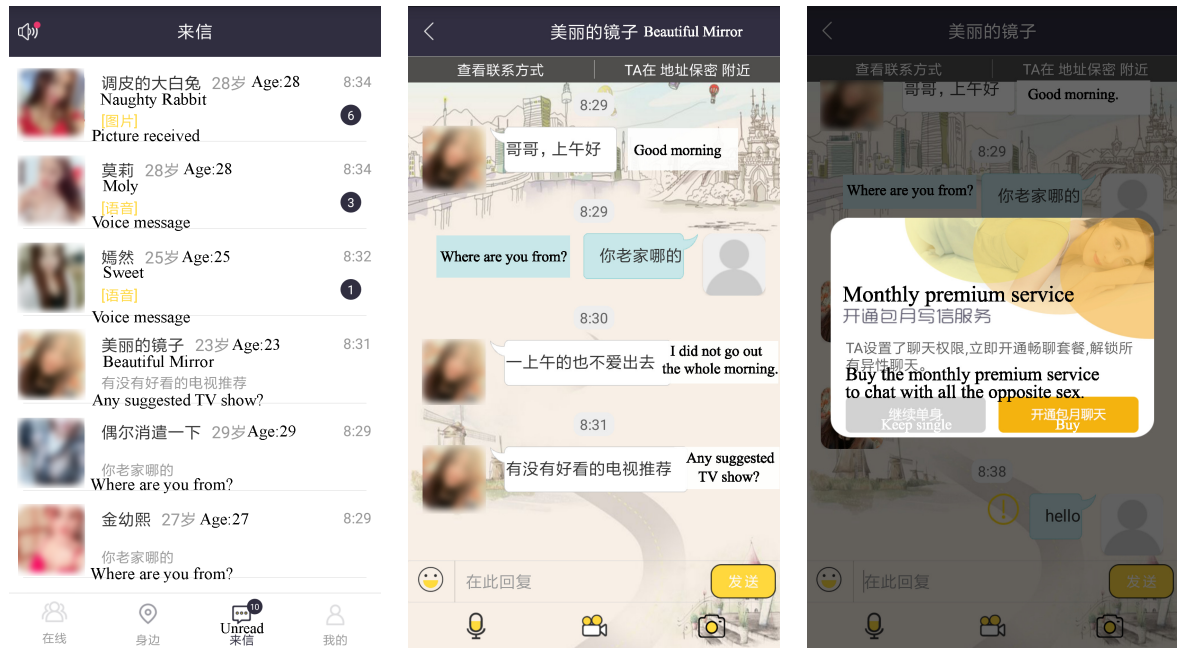 来信
调皮的大白兔 28岁 Age:28 8:34
Naughty Rabbit
[图片] 6
Picture received
莫莉 28岁 Age:28 8:34
Moly
[语音] 3
Voice message
嫣然 25岁 Age:25 8:32
Sweet
[语音] 1
Voice message
美丽的镜子 23岁 Age:23 8:31
Beautiful Mirror
有没有好看的电视推荐
Any suggested TV show?
偶尔消遣一下 29岁 Age:29 8:29
你老家哪的
Where are you from?
金幼熙 27岁 Age:27 8:29
你老家哪的
Where are you from?
10
Unread
在线 身边 来信 我的
美丽的镜子 Beautiful Mirror
查看联系方式 TA在 地址保密 附近
8:29
哥哥，上午好 Good morning
8:29
Where are you from? 你老家哪的
8:30
一上午的也不爱出去 I did not go out
the whole morning.
8:31
有没有好看的电视推荐 Any suggested
TV show?
在此回复 发送
美丽的镜子
查看联系方式 TA在 地址保密 附近
哥哥，上午好 Good morning.
8:29
Where are you from? 你老家哪的
Monthly premium service
开通包月写信服务
TA设置了聊天权限,立即开通畅聊套餐,解锁所
有异性聊天。
Buy the monthly premium service
to chat with all the opposite sex.
继续单身 开通包月聊天
Keep single Buy
8:38
hello
在此回复 发送